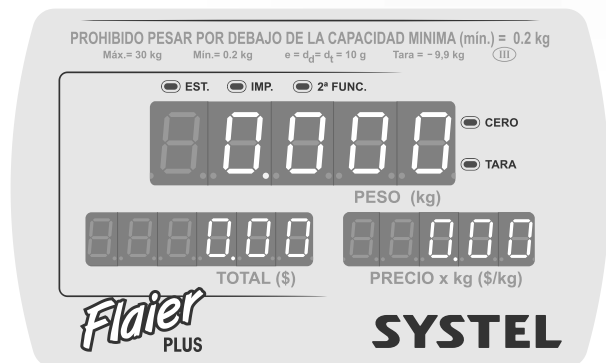 PROHIBIDO PESAR POR DEBAJO DE LA CAPACIDAD MINIMA (mín.) = 0.2 kg
Máx.= 30 kg Mín.= 0.2 kg e = dd= dt = 10 g Tara = - 9,9 kg III
EST. IMP. 2ª FUNC.
0.000
CERO
TARA
PESO (kg)
0.00 0.00
TOTAL ($) PRECIO x kg ($/kg)
Flaier PLUS SYSTEL